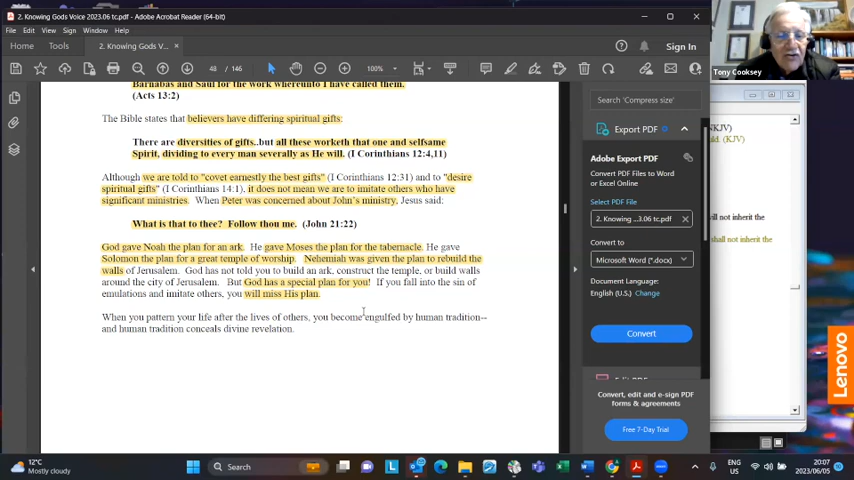 2. Knowing Gods Voice 2023.06 tc.pdf - Adobe Acrobat Reader (64-bit)
File Edit View Sign Window Help
Home Tools 2. Knowing Gods V... × Sign In
48 / 146 100%
Tony Cooksey
Barnabas and Saul for the work whereunto I have called them.
(Acts 13:2)
The Bible states that believers have differing spiritual gifts:
There are diversities of gifts..but all these worketh that one and selfsame
Spirit, dividing to every man severally as He will. (I Corinthians 12:4,11)
Although we are told to "covet earnestly the best gifts" (I Corinthians 12:31) and to "desire
spiritual gifts" (I Corinthians 14:1), it does not mean we are to imitate others who have
significant ministries. When Peter was concerned about John's ministry, Jesus said:
What is that to thee? Follow thou me. (John 21:22)
God gave Noah the plan for an ark. He gave Moses the plan for the tabernacle. He gave
Solomon the plan for a great temple of worship. Nehemiah was given the plan to rebuild the
walls of Jerusalem. God has not told you to build an ark, construct the temple, or build walls
around the city of Jerusalem. But God has a special plan for you! If you fall into the sin of
emulations and imitate others, you will miss His plan.
When you pattern your life after the lives of others, you become engulfed by human tradition--
and human tradition conceals divine revelation.
Search 'Compress size'
Export PDF
Adobe Export PDF
Convert PDF Files to Word
or Excel Online
Select PDF File
2. Knowing ...3.06 tc.pdf ×
Convert to
Microsoft Word (*.docx)
Document Language:
English (U.S.) Change
Convert
Convert, edit and e-sign PDF
forms & agreements
Free 7-Day Trial
NKJV)
(KJV)
will not inherit the
shall not inherit the
Lenovo
12°C
Mostly cloudy
Search
ENG
US
20:07
2023/06/05